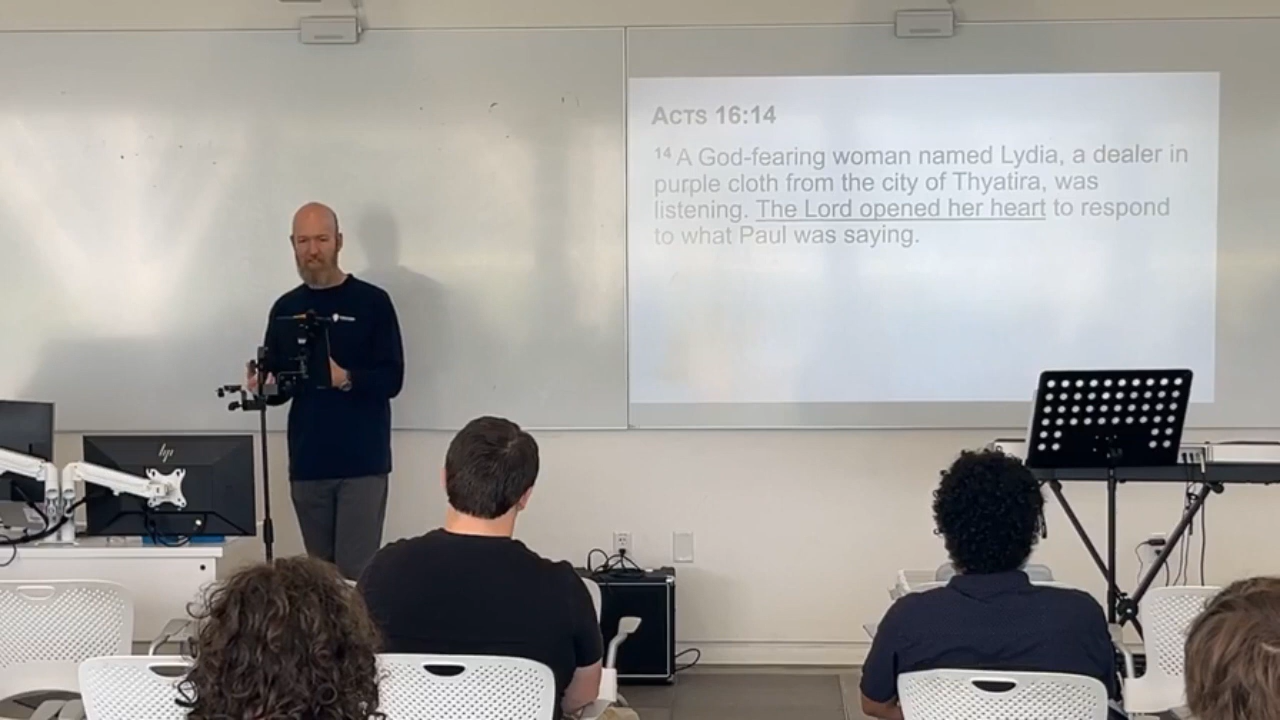 ACTS 16:14
14 A God-fearing woman named Lydia, a dealer in
purple cloth from the city of Thyatira, was
listening. The Lord opened her heart to respond
to what Paul was saying.
hp